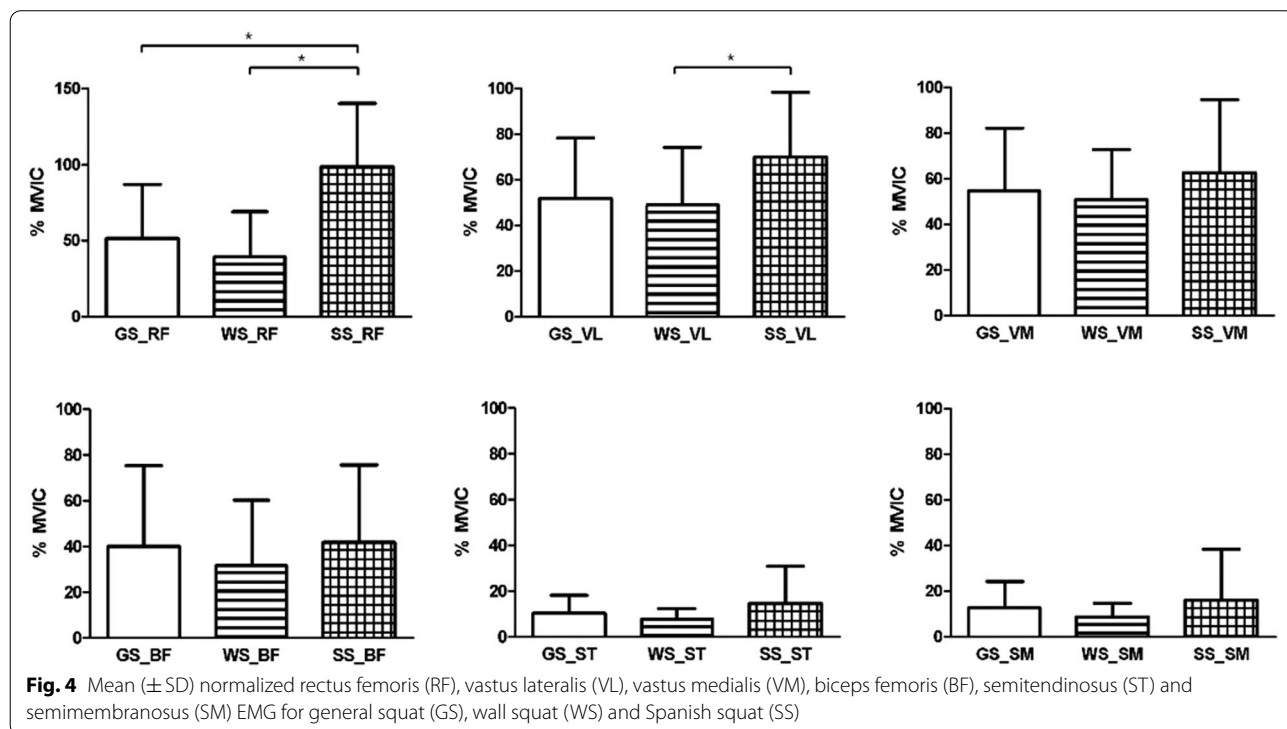 * 
*
*
150
100
50
0
% MVIC
GS_RF WS_RF SS_RF
100
80
60
40
20
0
% MVIC
GS_VL WS_VL SS_VL
100
80
60
40
20
0
% MVIC
GS_VM WS_VM SS_VM
100
80
60
40
20
0
% MVIC
GS_BF WS_BF SS_BF
100
80
60
40
20
0
% MVIC
GS_ST WS_ST SS_ST
100
80
60
40
20
0
% MVIC
GS_SM WS_SM SS_SM
Fig. 4 Mean (±SD) normalized rectus femoris (RF), vastus lateralis (VL), vastus medialis (VM), biceps femoris (BF), semitendinosus (ST) and
semimembranosus (SM) EMG for general squat (GS), wall squat (WS) and Spanish squat (SS)